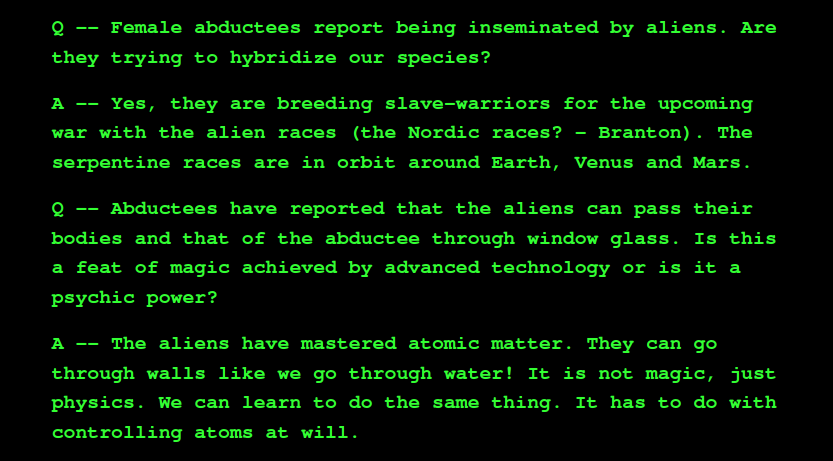 Q -- Female abductees report being inseminated by aliens. Are
they trying to hybridize our species?
A -- Yes, they are breeding slave-warriors for the upcoming
war with the alien races (the Nordic races? - Branton). The
serpentine races are in orbit around Earth, Venus and Mars.
Q -- Abductees have reported that the aliens can pass their
bodies and that of the abductee through window glass. Is this
a feat of magic achieved by advanced technology or is it a
psychic power?
A -- The aliens have mastered atomic matter. They can go
through walls like we go through water! It is not magic, just
physics. We can learn to do the same thing. It has to do with
controlling atoms at will.